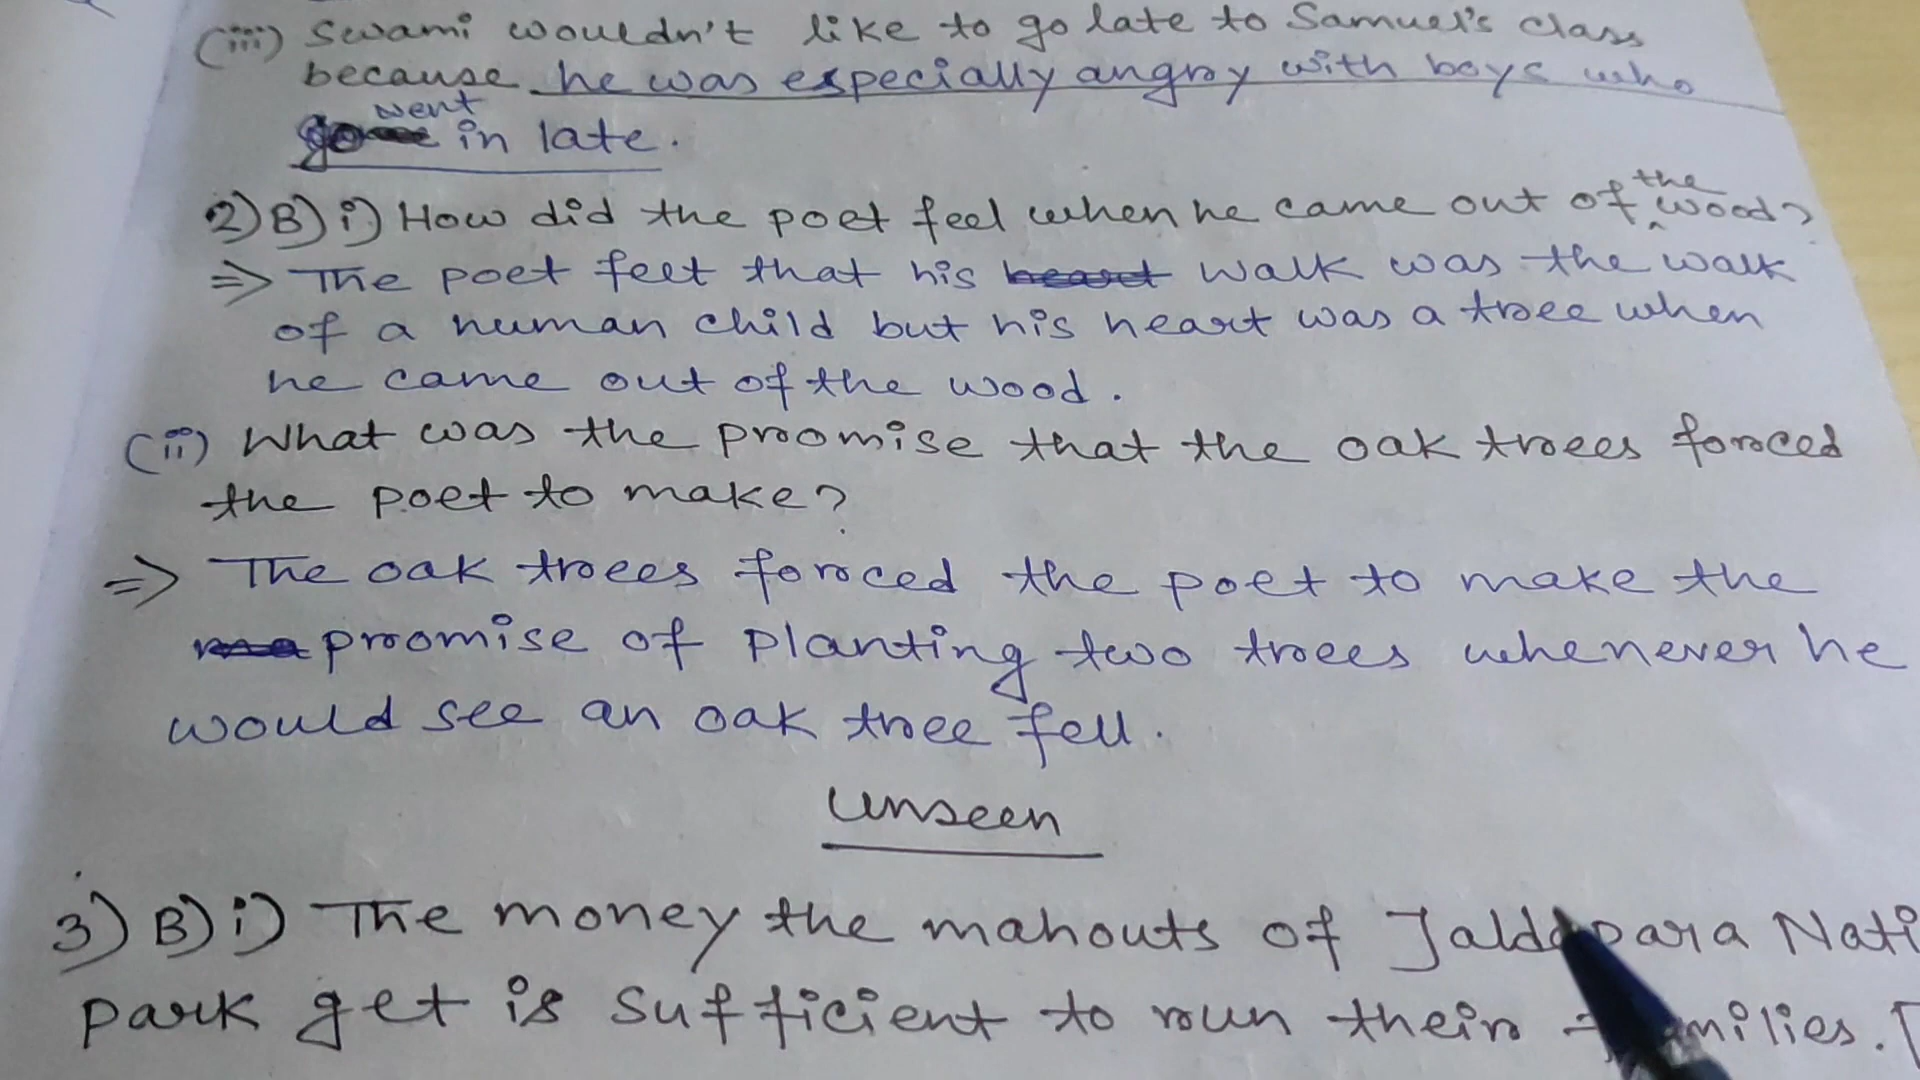 (iii) Swami wouldn't like to go late to Samuel's class
because he was especially angry with boys who
went
in late.
the
2) B) i) How did the poet feel when he came out of wood?
=> The poet felt that his heart walk was the walk
of a human child but his heart was a tree when
he came out of the wood.
(ii) What was the promise that the oak trees forced
the poet to make?
=> The oak trees forced the poet to make the
promise of planting two trees whenever he
would see an oak tree fell.
Unseen
3) B) i) The money the mahouts of Jaldapara Nati
park get is sufficient to run their families. [